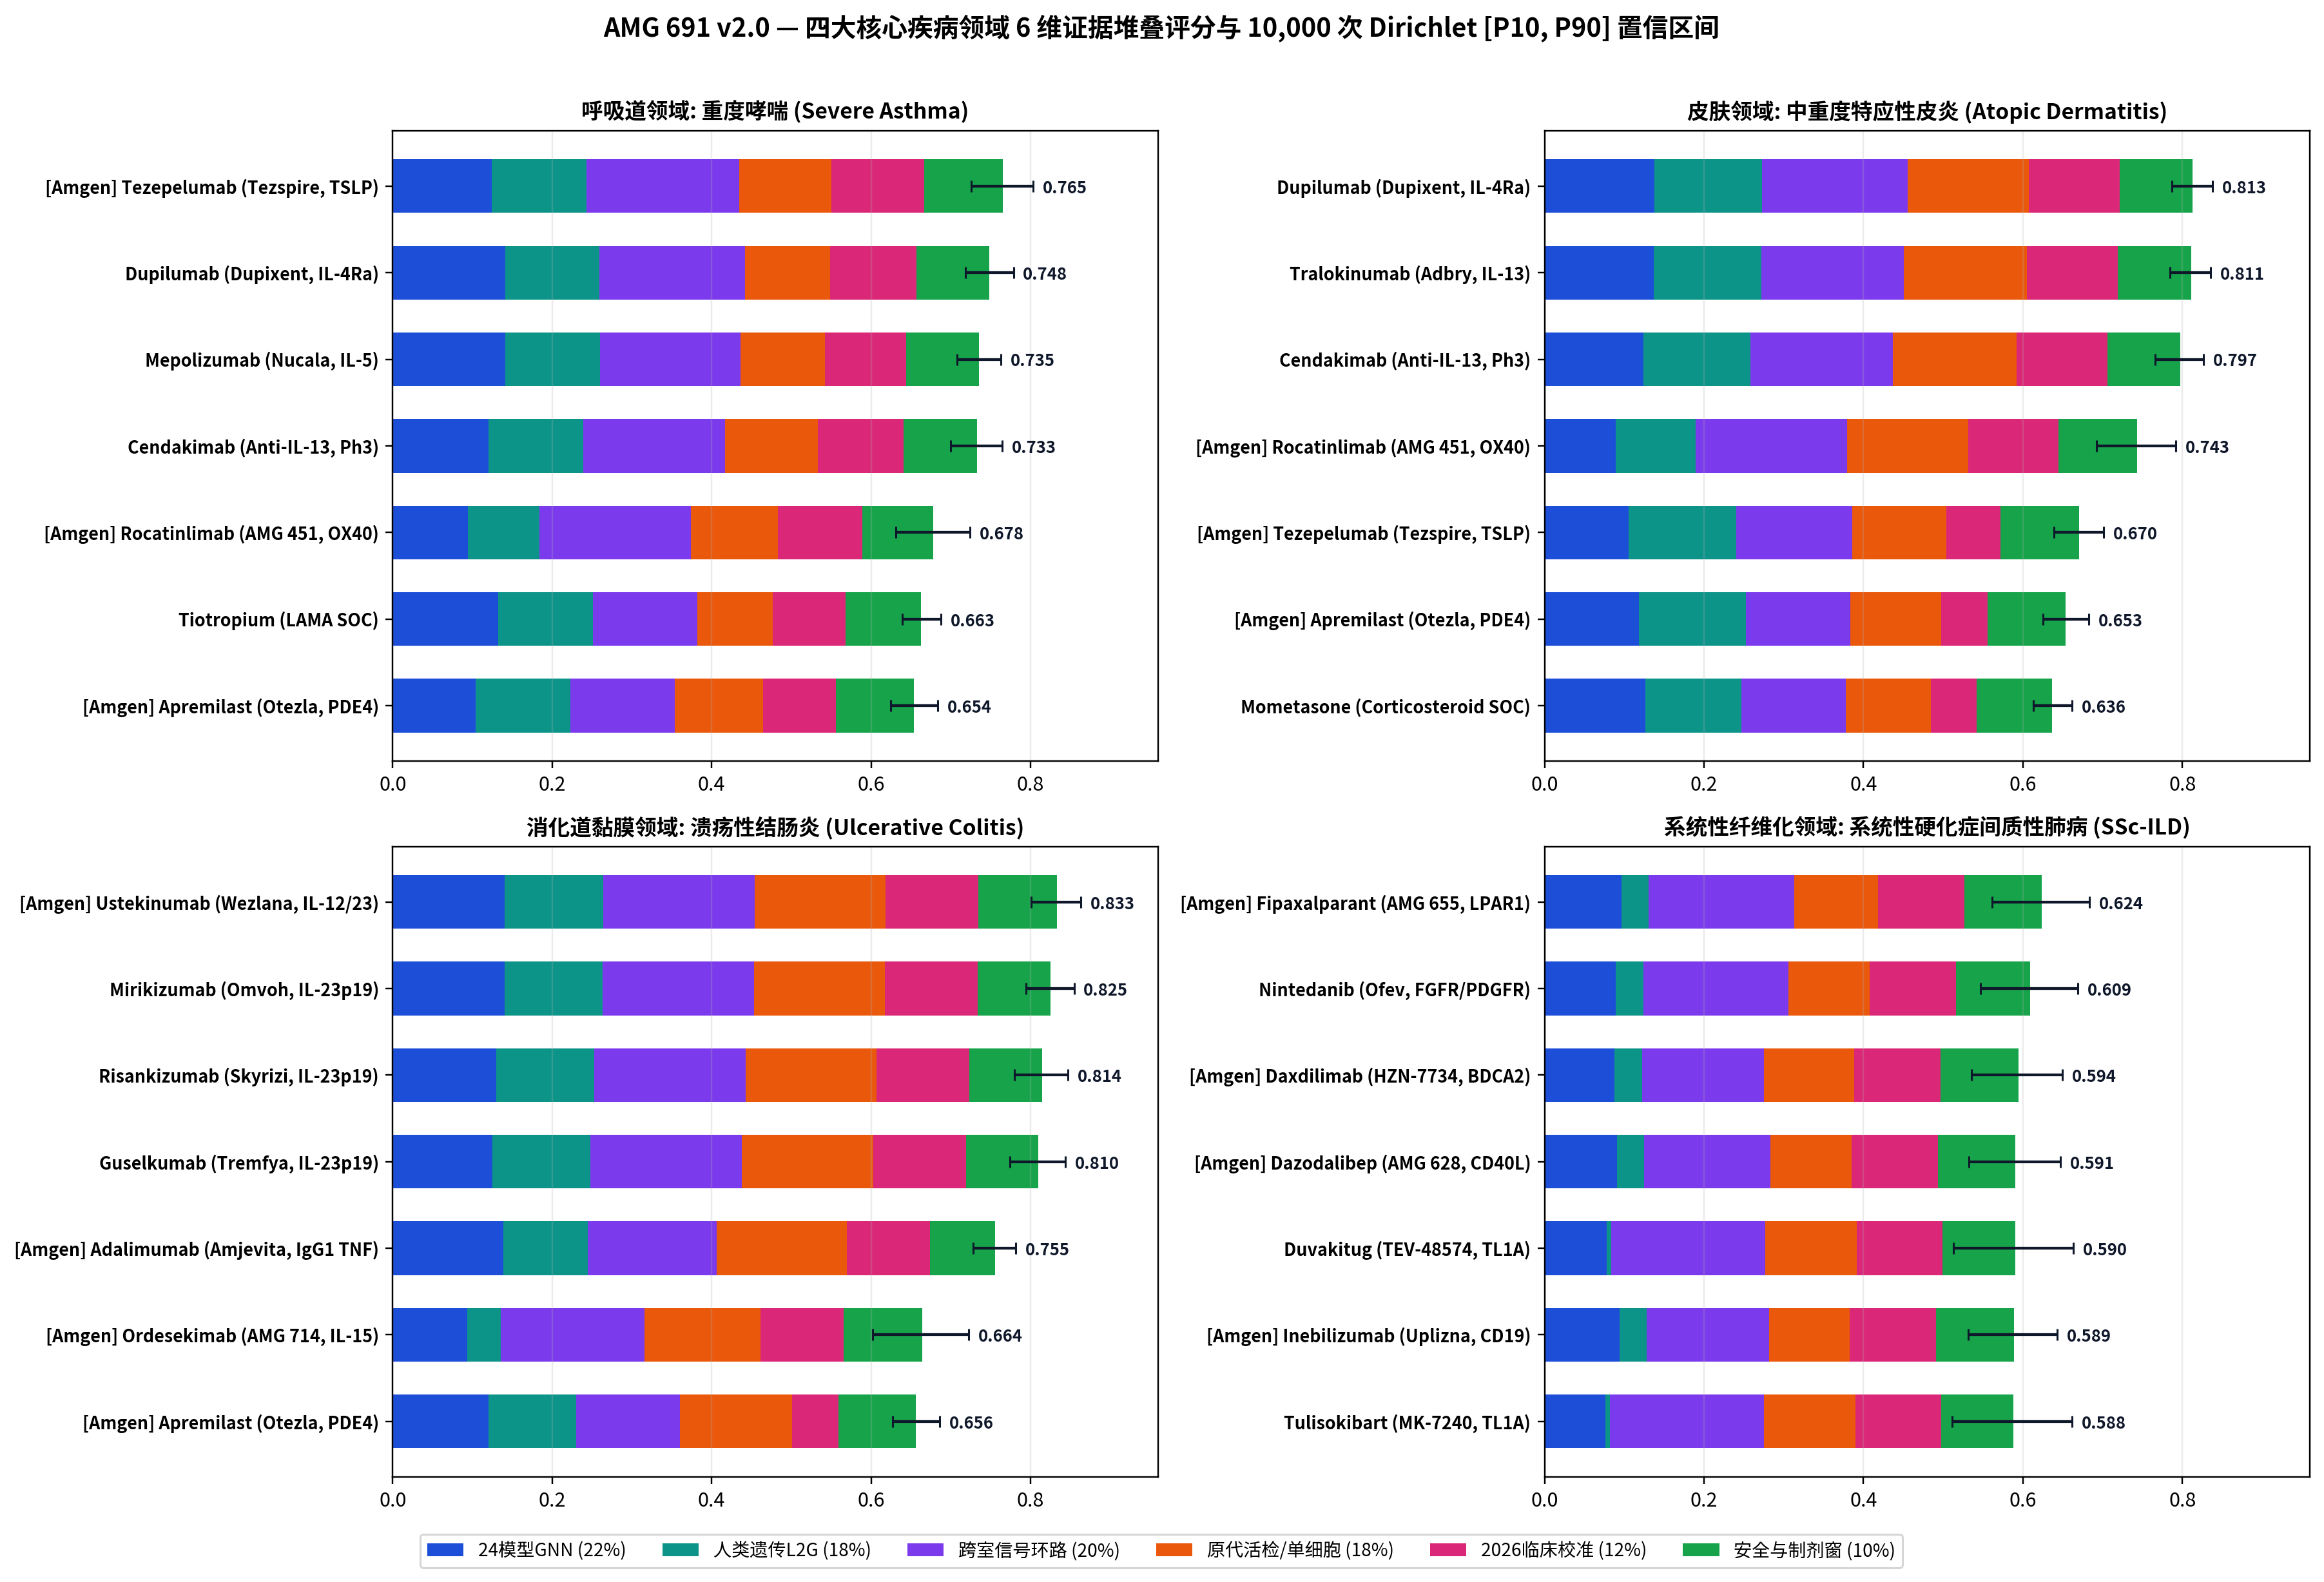 AMG 691 v2.0 — 四大核心疾病领域 6 维证据堆叠评分与 10,000 次 Dirichlet [P10, P90] 置信区间
呼吸道领域: 重度哮喘 (Severe Asthma)
[Amgen] Tezepelumab (Tezspire, TSLP)
0.765
Dupilumab (Dupixent, IL-4Ra)
0.748
Mepolizumab (Nucala, IL-5)
0.735
Cendakimab (Anti-IL-13, Ph3)
0.733
[Amgen] Rocatinlimab (AMG 451, OX40)
0.678
Tiotropium (LAMA SOC)
0.663
[Amgen] Apremilast (Otezla, PDE4)
0.654
0.0 0.2 0.4 0.6 0.8
皮肤领域: 中重度特应性皮炎 (Atopic Dermatitis)
Dupilumab (Dupixent, IL-4Ra)
0.813
Tralokinumab (Adbry, IL-13)
0.811
Cendakimab (Anti-IL-13, Ph3)
0.797
[Amgen] Rocatinlimab (AMG 451, OX40)
0.743
[Amgen] Tezepelumab (Tezspire, TSLP)
0.670
[Amgen] Apremilast (Otezla, PDE4)
0.653
Mometasone (Corticosteroid SOC)
0.636
0.0 0.2 0.4 0.6 0.8
消化道黏膜领域: 溃疡性结肠炎 (Ulcerative Colitis)
[Amgen] Ustekinumab (Wezlana, IL-12/23)
0.833
Mirikizumab (Omvoh, IL-23p19)
0.825
Risankizumab (Skyrizi, IL-23p19)
0.814
Guselkumab (Tremfya, IL-23p19)
0.810
[Amgen] Adalimumab (Amjevita, IgG1 TNF)
0.755
[Amgen] Ordesekimab (AMG 714, IL-15)
0.664
[Amgen] Apremilast (Otezla, PDE4)
0.656
0.0 0.2 0.4 0.6 0.8
系统性纤维化领域: 系统性硬化症间质性肺病 (SSc-ILD)
[Amgen] Fipaxalparant (AMG 655, LPAR1)
0.624
Nintedanib (Ofev, FGFR/PDGFR)
0.609
[Amgen] Daxdilimab (HZN-7734, BDCA2)
0.594
[Amgen] Dazodalibep (AMG 628, CD40L)
0.591
Duvakitug (TEV-48574, TL1A)
0.590
[Amgen] Inebilizumab (Uplizna, CD19)
0.589
Tulisokibart (MK-7240, TL1A)
0.588
0.0 0.2 0.4 0.6 0.8
24模型GNN (22%) 人类遗传L2G (18%) 跨室信号环路 (20%) 原代活检/单细胞 (18%) 2026临床校准 (12%) 安全与制剂窗 (10%)